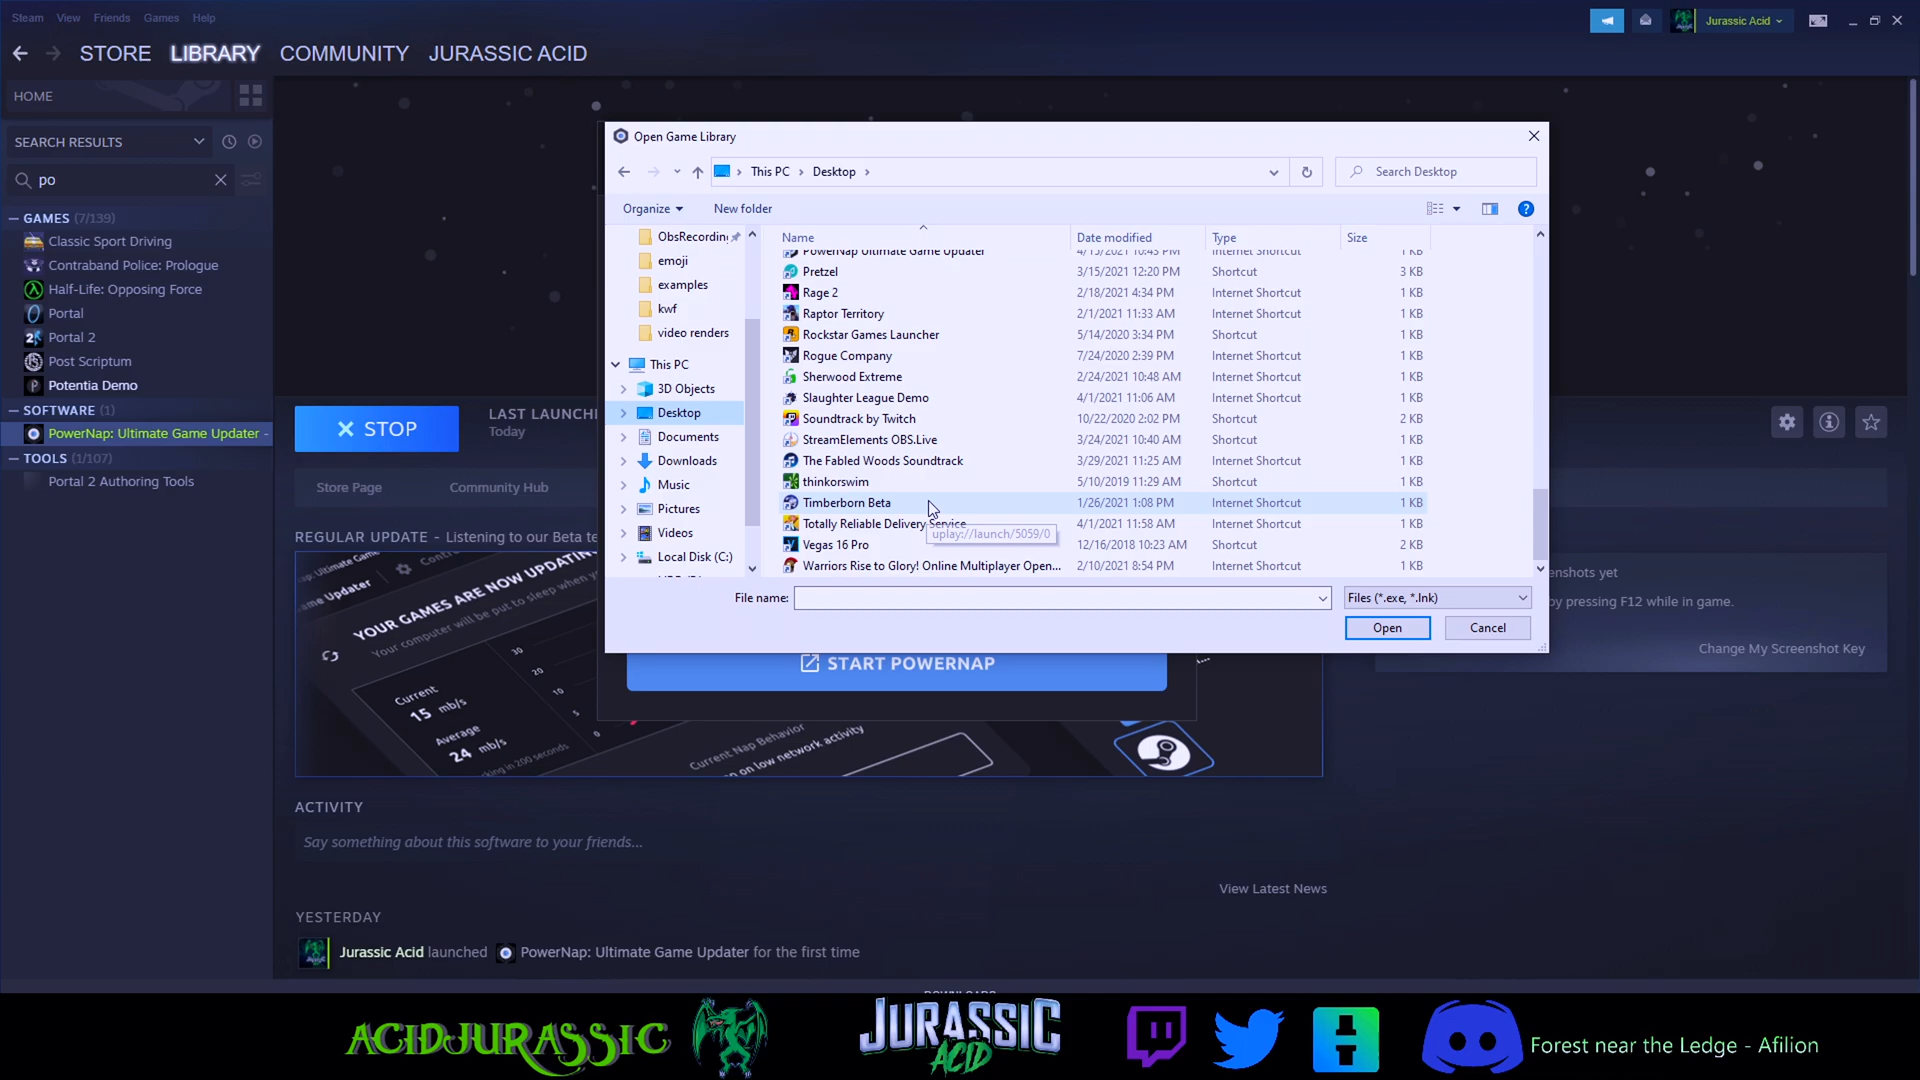 Steam View Friends Games Help
Jurassic Acid
STORE LIBRARY COMMUNITY JURASSIC ACID
HOME
SEARCH RESULTS
po
GAMES (7/139)
Classic Sport Driving
Contraband Police: Prologue
Half-Life: Opposing Force
Portal
Portal 2
Post Scriptum
Potentia Demo
SOFTWARE (1)
PowerNap: Ultimate Game Updater -
TOOLS (1/107)
Portal 2 Authoring Tools
Open Game Library
This PC Desktop
Search Desktop
Organize New folder
ObsRecording
emoji
examples
kwf
video renders
This PC
3D Objects
Desktop
Documents
Downloads
Music
Pictures
Videos
Local Disk (C:)
Name Date modified Type Size
PowerNap Ultimate Game Updater 4/15/2021 10:43 PM Internet Shortcut 1 KB
Pretzel 3/15/2021 12:20 PM Shortcut 3 KB
Rage 2 2/18/2021 4:34 PM Internet Shortcut 1 KB
Raptor Territory 2/1/2021 11:33 AM Internet Shortcut 1 KB
Rockstar Games Launcher 5/14/2020 3:34 PM Shortcut 1 KB
Rogue Company 7/24/2020 2:39 PM Internet Shortcut 1 KB
Sherwood Extreme 2/24/2021 10:48 AM Internet Shortcut 1 KB
Slaughter League Demo 4/1/2021 11:06 AM Internet Shortcut 1 KB
Soundtrack by Twitch 10/22/2020 2:02 PM Shortcut 2 KB
StreamElements OBS.Live 3/24/2021 10:40 AM Shortcut 1 KB
The Fabled Woods Soundtrack 3/29/2021 11:25 AM Internet Shortcut 1 KB
thinkorswim 5/10/2019 11:29 AM Shortcut 1 KB
Timberborn Beta 1/26/2021 1:08 PM Internet Shortcut 1 KB
Totally Reliable Delivery Service 4/1/2021 11:58 AM Internet Shortcut 1 KB
uplay://launch/5059/0
Vegas 16 Pro 12/16/2018 10:23 AM Shortcut 2 KB
Warriors Rise to Glory! Online Multiplayer Open... 2/10/2021 8:54 PM Internet Shortcut 1 KB
File name: Files (*.exe, *.lnk)
Open Cancel
START POWERNAP
STOP
LAST LAUNCH
Today
Store Page Community Hub
REGULAR UPDATE - Listening to our Beta te
ame Updater
YOUR GAMES ARE NOW UPDATIN
Your computer will be put to sleep when y
Current
15 mb/s
Average
24 mb/s
king in 200 seconds
30
20
10
0
Current Nap Behavior
on low network activity
enshots yet
by pressing F12 while in game.
Change My Screenshot Key
ACTIVITY
Say something about this software to your friends...
View Latest News
YESTERDAY
Jurassic Acid launched PowerNap: Ultimate Game Updater for the first time
ACIDJURASSIC
JURASSIC
ACID
Forest near the Ledge - Afilion